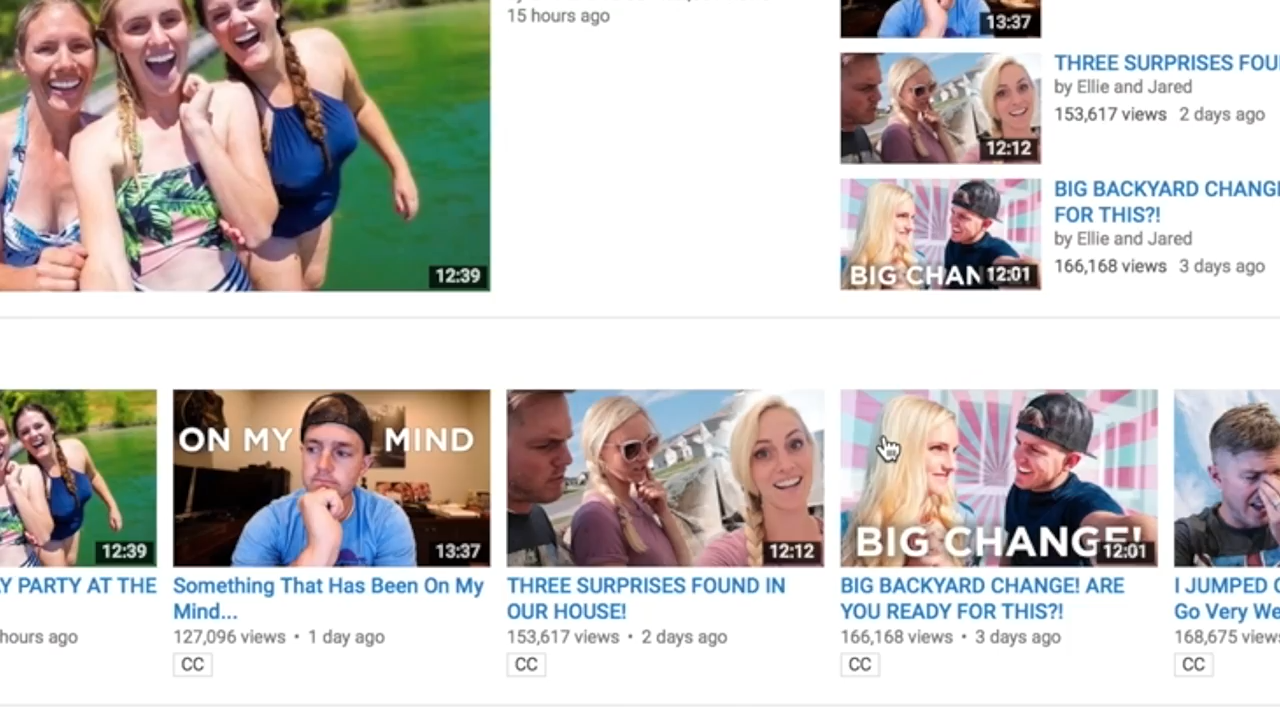 15 hours ago
12:39
13:37
THREE SURPRISES FOU
by Ellie and Jared
153,617 views 2 days ago
12:12
BIG BACKYARD CHANGE
FOR THIS?!
by Ellie and Jared
166,168 views 3 days ago
BIG CHAN 12:01
12:39
Y PARTY AT THE
hours ago
ON MY MIND
13:37
Something That Has Been On My
Mind...
127,096 views • 1 day ago
CC
12:12
THREE SURPRISES FOUND IN
OUR HOUSE!
153,617 views • 2 days ago
CC
BIG CHANGE!
12:01
BIG BACKYARD CHANGE! ARE
YOU READY FOR THIS?!
166,168 views • 3 days ago
CC
I JUMPED
Go Very We
168,675 views
CC